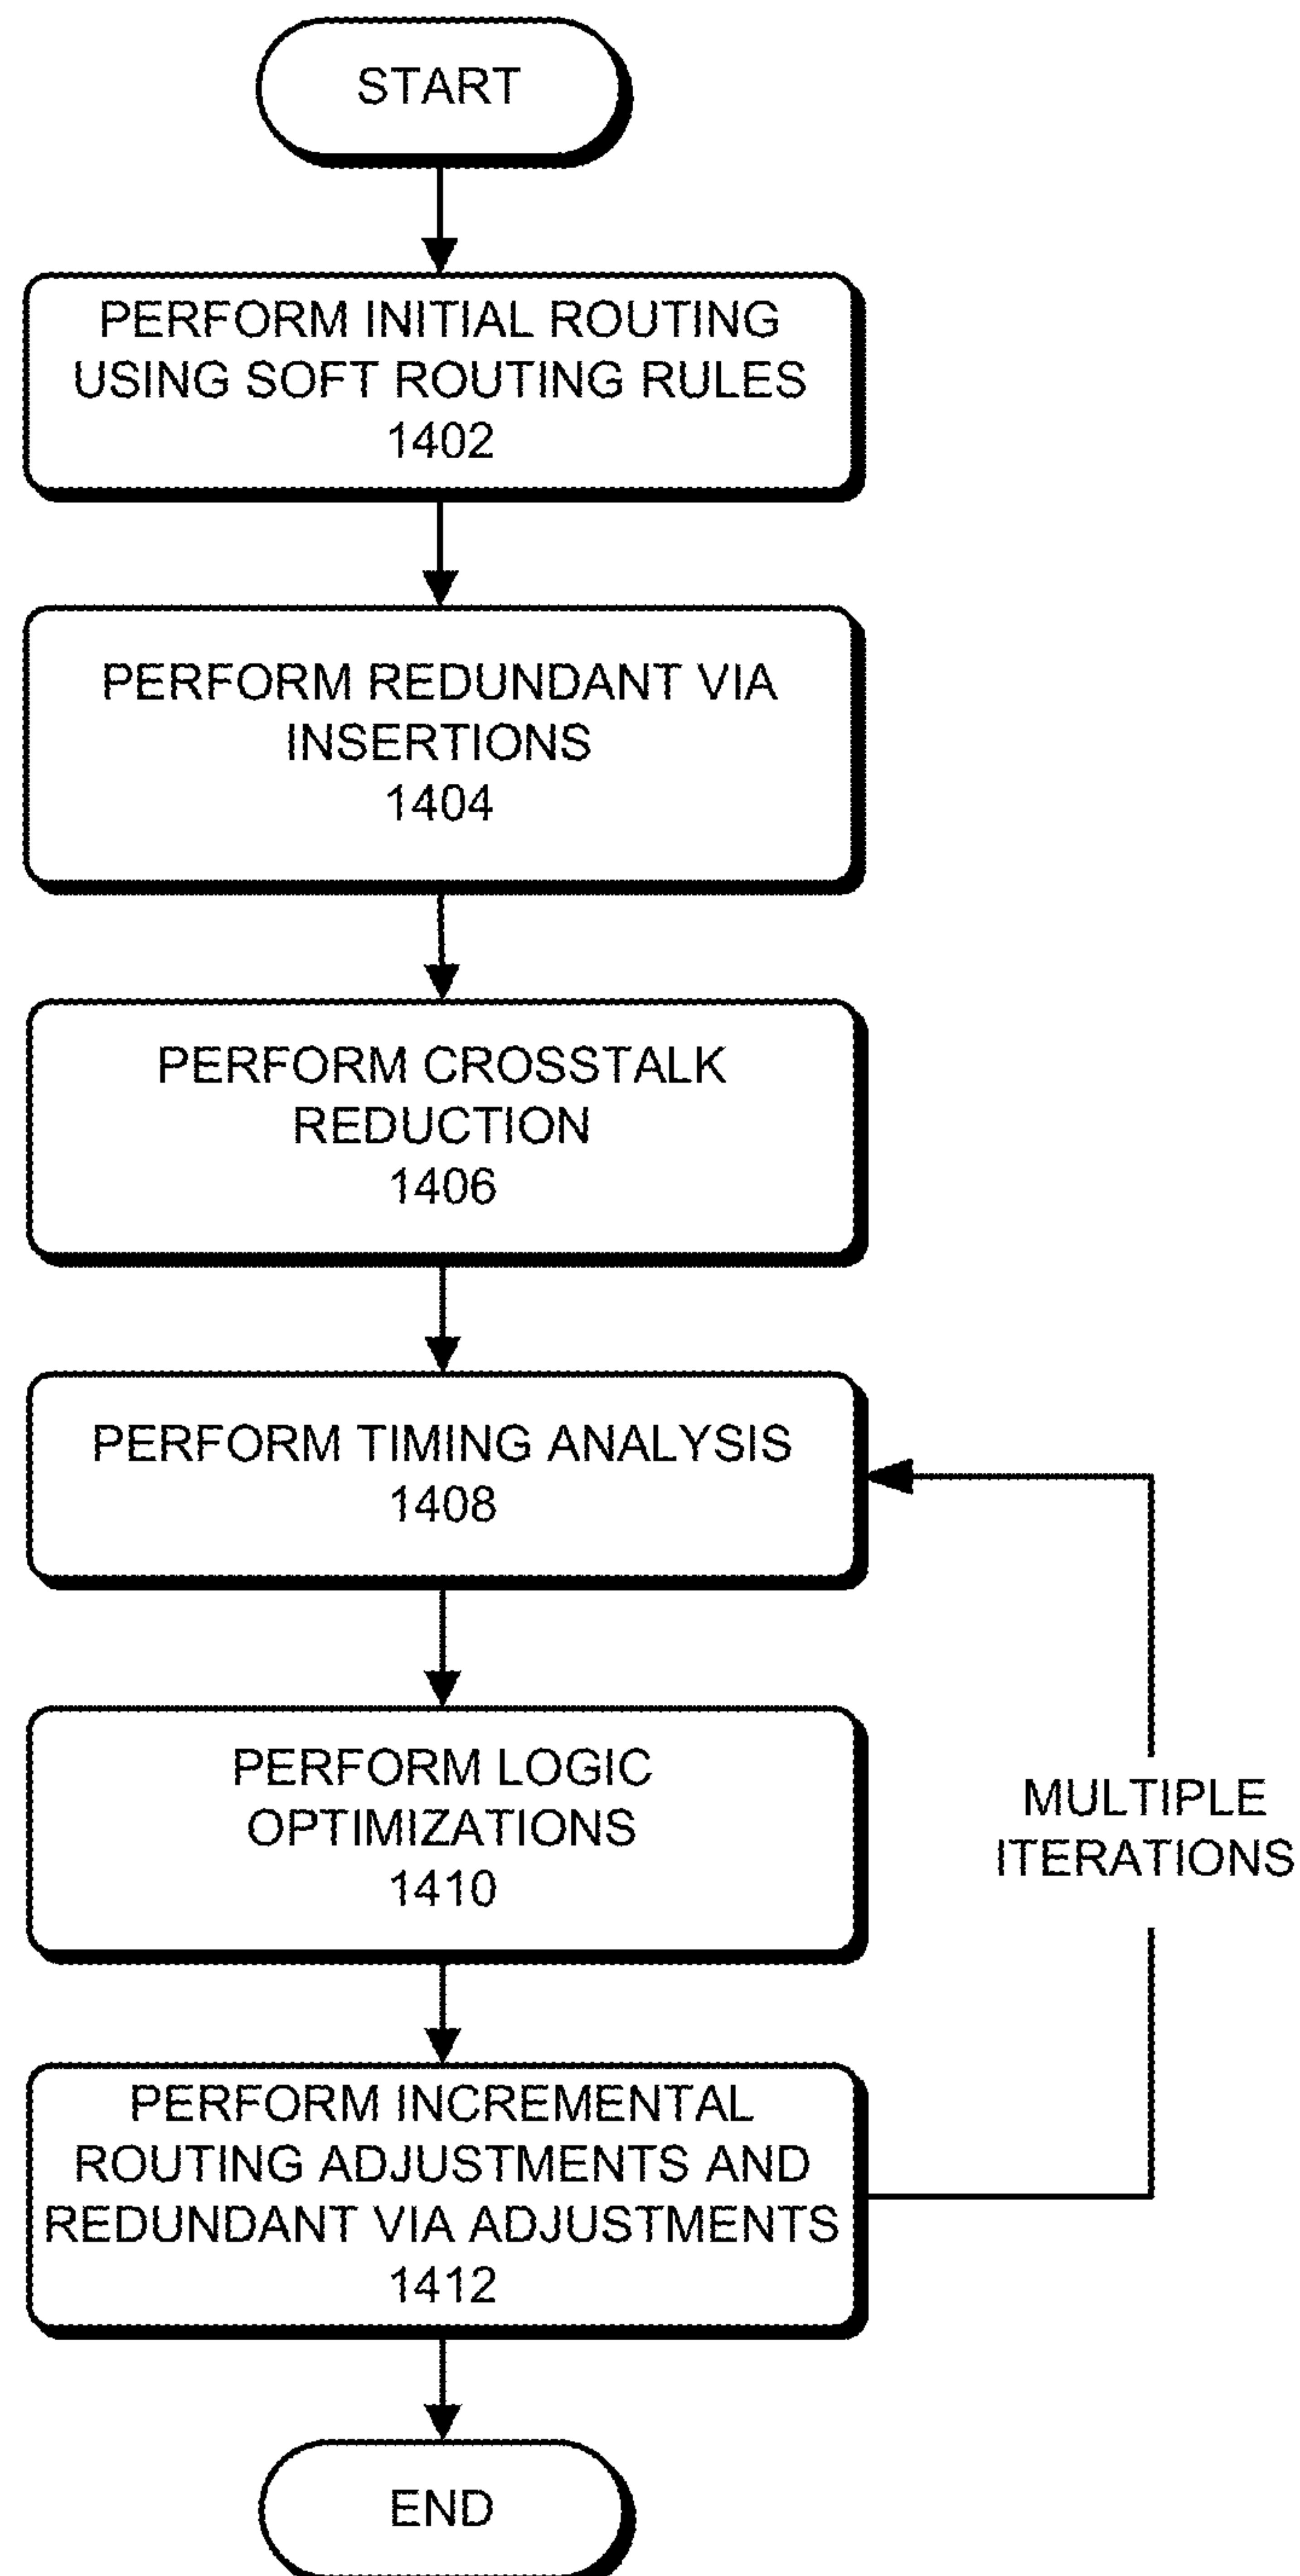 START
PERFORM INITIAL ROUTING
USING SOFT ROUTING RULES
1402
PERFORM REDUNDANT VIA
INSERTIONS
1404
PERFORM CROSSTALK
REDUCTION
1406
PERFORM TIMING ANALYSIS
1408
PERFORM LOGIC
OPTIMIZATIONS
1410
MULTIPLE
ITERATIONS
PERFORM INCREMENTAL
ROUTING ADJUSTMENTS AND
REDUNDANT VIA ADJUSTMENTS
1412
END